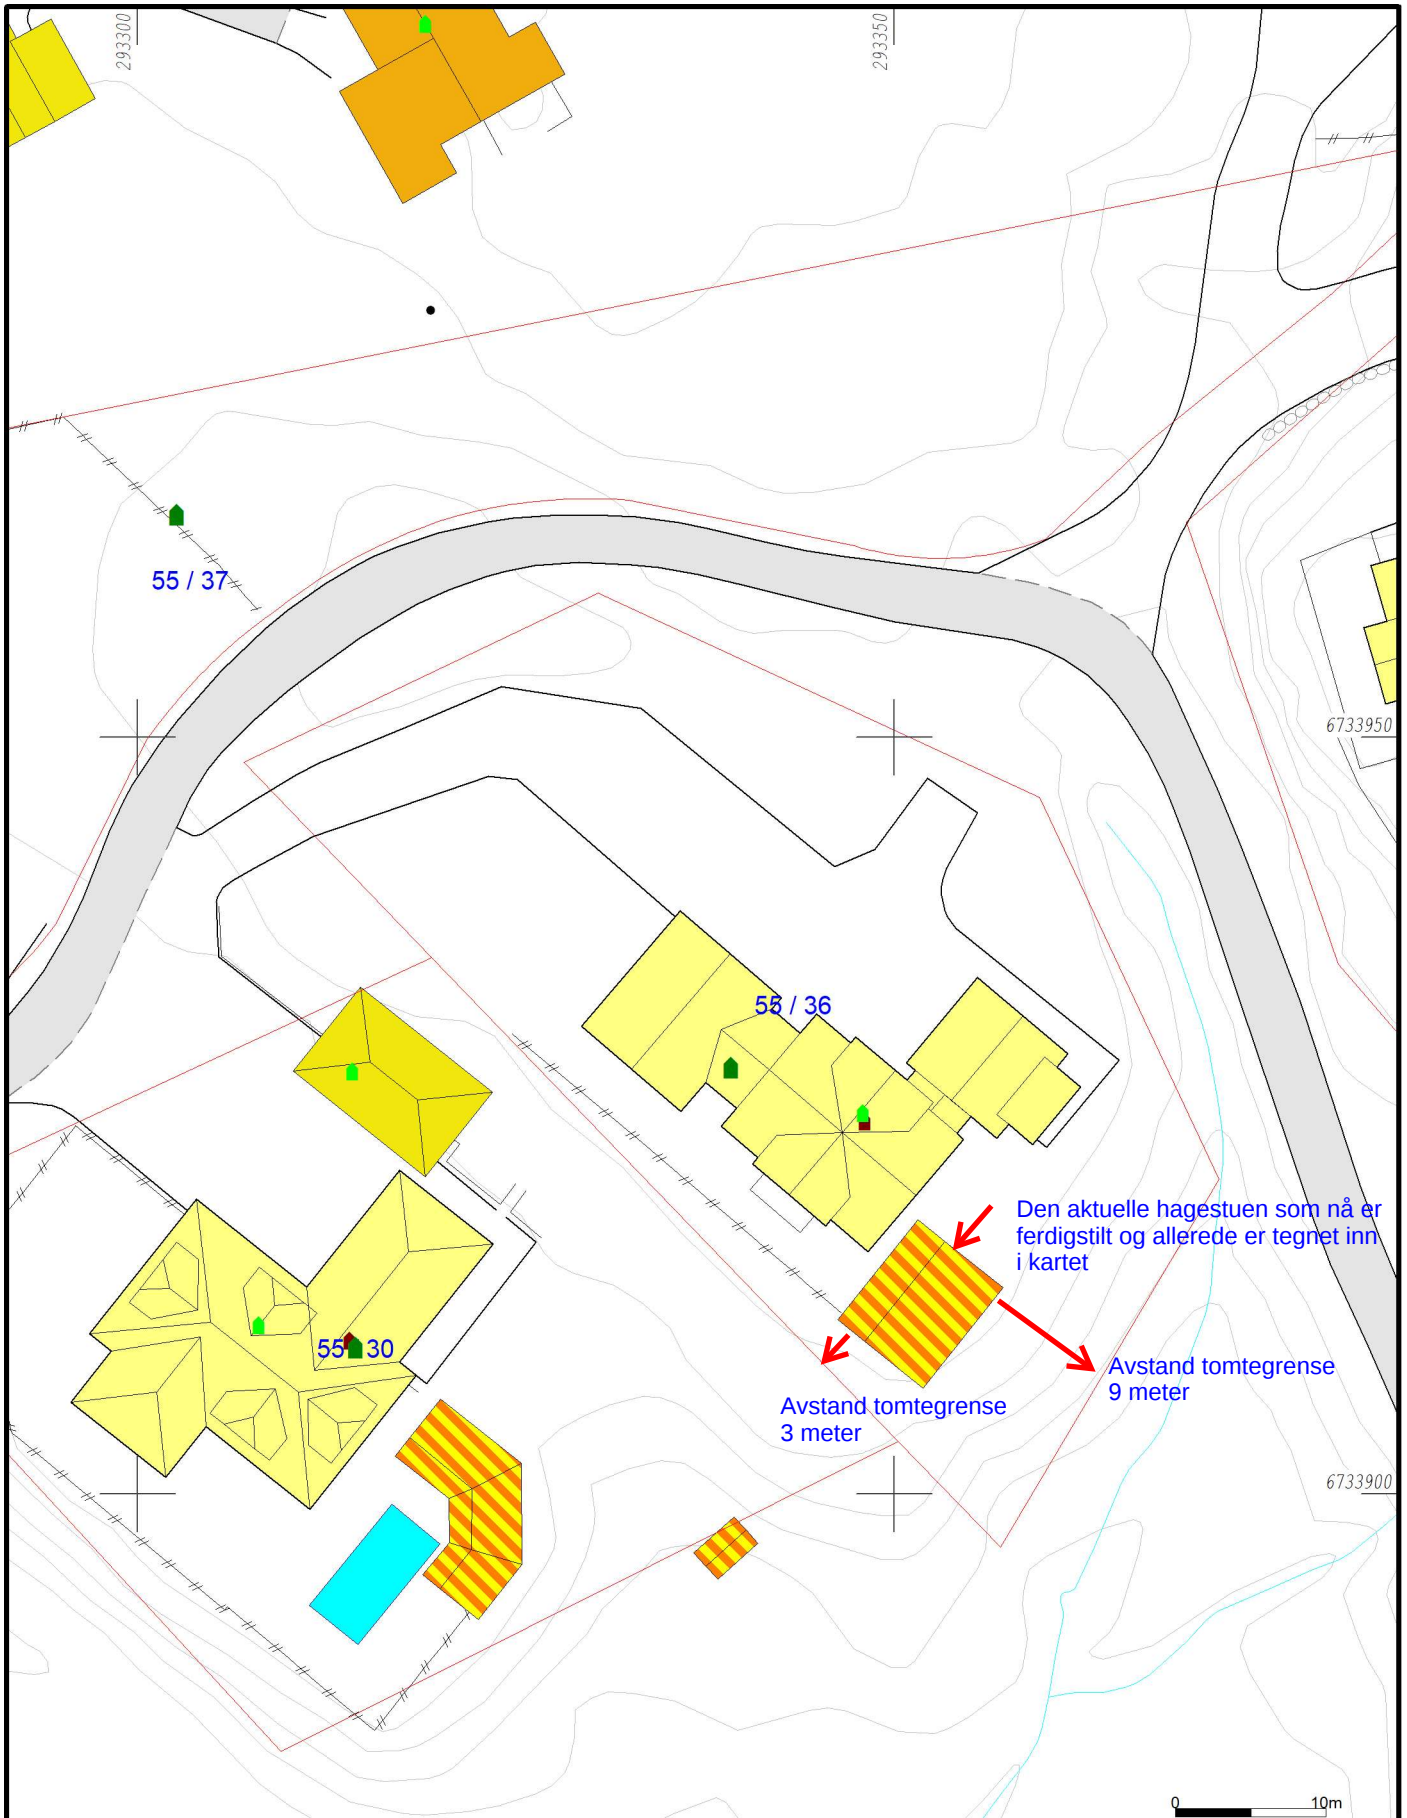 293300
293350
55 / 37
6733950
55 / 36
Den aktuelle hagestuen som nå er
ferdigstilt og allerede er tegnet inn
i kartet
55 30
Avstand tomtegrense
9 meter
Avstand tomtegrense
3 meter
6733900
0 10m